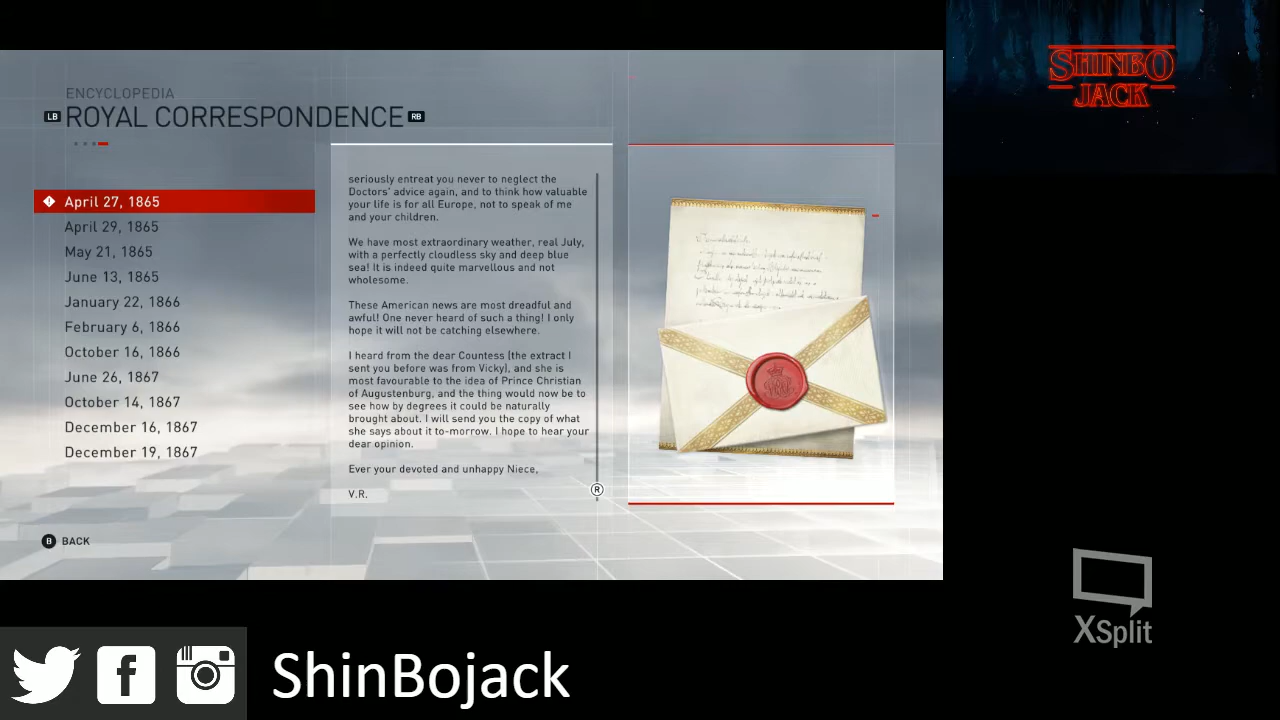 ENCYCLOPEDIA
LB ROYAL CORRESPONDENCE RB
April 27, 1865
April 29, 1865
May 21, 1865
June 13, 1865
January 22, 1866
February 6, 1866
October 16, 1866
June 26, 1867
October 14, 1867
December 16, 1867
December 19, 1867
seriously entreat you never to neglect the
Doctors' advice again, and to think how valuable
your life is for all Europe, not to speak of me
and your children.
We have most extraordinary weather, real July,
with a perfectly cloudless sky and deep blue
sea! It is indeed quite marvellous and not
wholesome.
These American news are most dreadful and
awful! One never heard of such a thing! I only
hope it will not be catching elsewhere.
I heard from the dear Countess (the extract I
sent you before was from Vicky), and she is
most favourable to the idea of Prince Christian
of Augustenburg, and the thing would now be to
see how by degrees it could be naturally
brought about. I will send you the copy of what
she says about it to-morrow. I hope to hear your
dear opinion.
Ever your devoted and unhappy Niece,
V.R.
R
B BACK
SHINBO
JACK
XSplit
ShinBojack